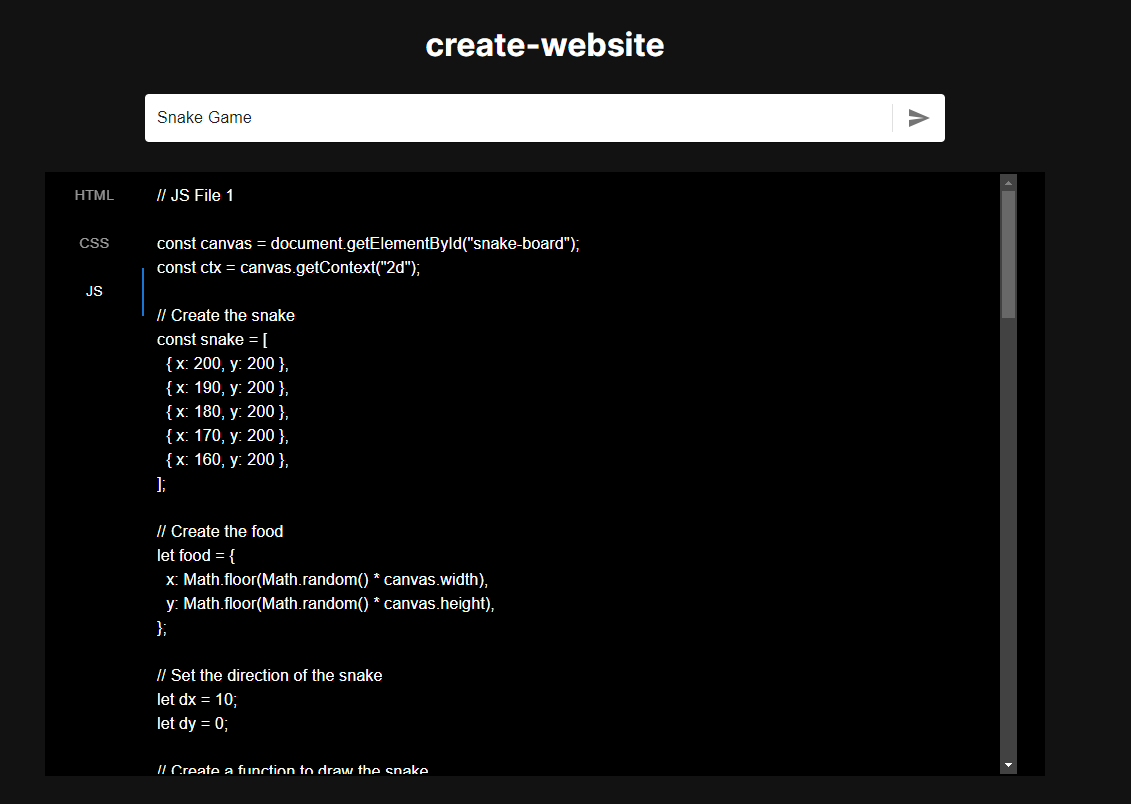 create-website
Snake Game
HTML
CSS
JS
// JS File 1
const canvas = document.getElementById("snake-board");
const ctx = canvas.getContext("2d");
// Create the snake
const snake = [
{ x: 200, y: 200 },
{ x: 190, y: 200 },
{ x: 180, y: 200 },
{ x: 170, y: 200 },
{ x: 160, y: 200 },
];
// Create the food
let food = {
x: Math.floor(Math.random() * canvas.width),
y: Math.floor(Math.random() * canvas.height),
};
// Set the direction of the snake
let dx = 10;
let dy = 0;
// Create a function to draw the snake